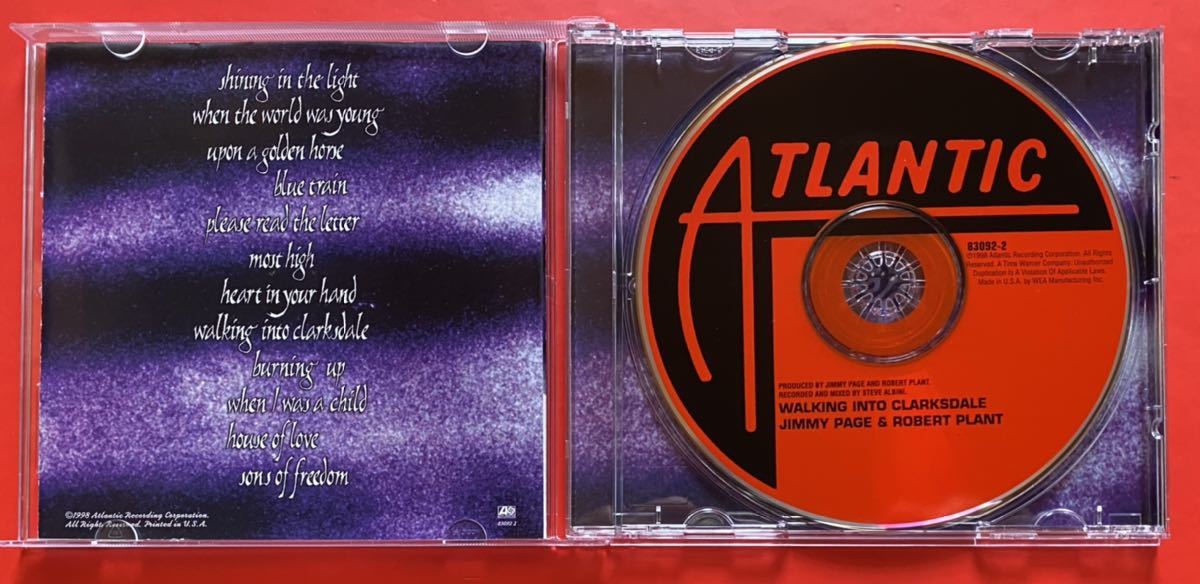 shining in the light
when the world was young
upon a golden horse
blue train
please read the letter
most high
heart in your hand
walking into clarksdale
burning up
when I was a child
house of love
sons of freedom
©1998 Atlantic Recording Corporation.
All Rights Reserved. Printed in U.S.A.
83092-2
ATLANTIC
83092-2
©1998 Atlantic Recording Corporation. All Rights
Reserved. A Time Warner Company. Unauthorized
Duplication Is A Violation Of Applicable Laws.
Made in U.S.A. by WEA Manufacturing Inc.
PRODUCED BY JIMMY PAGE AND ROBERT PLANT.
RECORDED AND MIXED BY STEVE ALBINI.
WALKING INTO CLARKSDALE
JIMMY PAGE & ROBERT PLANT